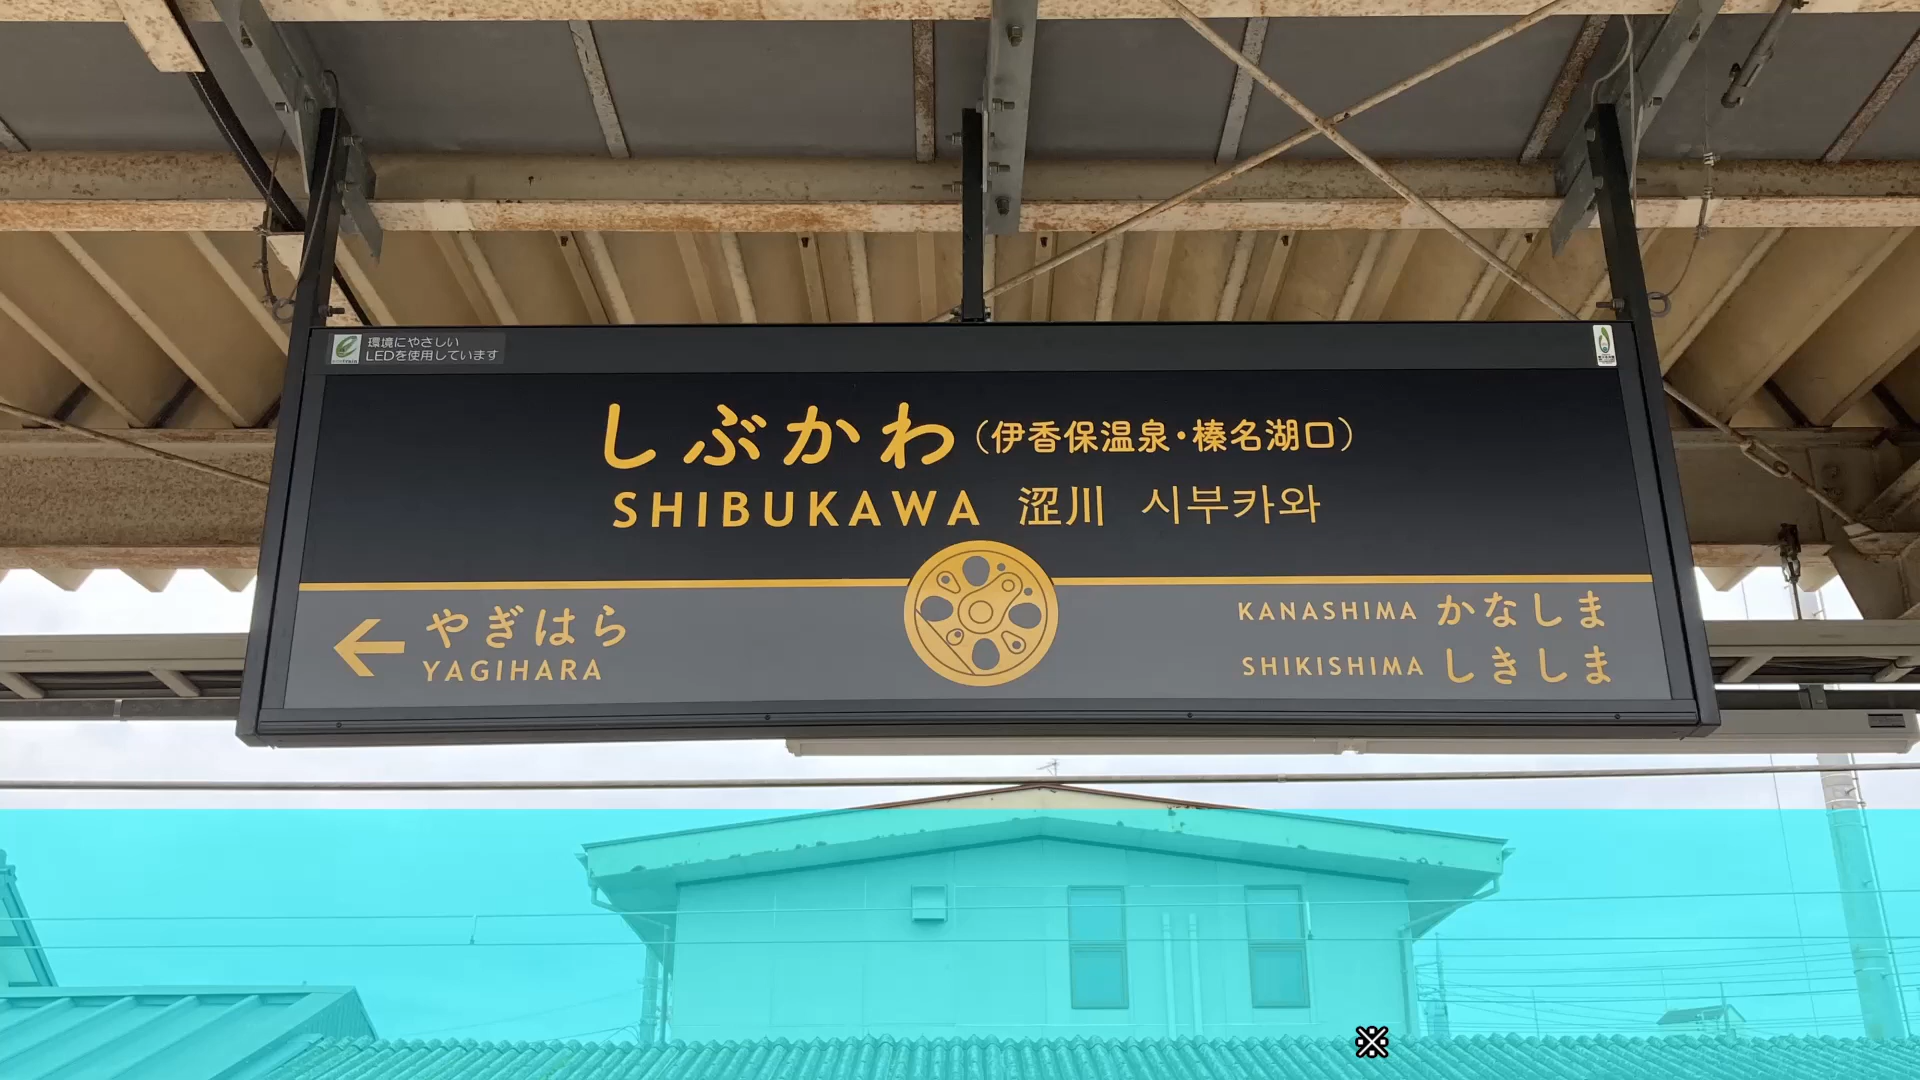 環境にやさしい
LEDを使用しています
しぶかわ（伊香保温泉・榛名湖口）
SHIBUKAWA 涩川 시부카와
← やぎはら
YAGIHARA
KANASHIMA かなしま
SHIKISHIMA しきしま
※